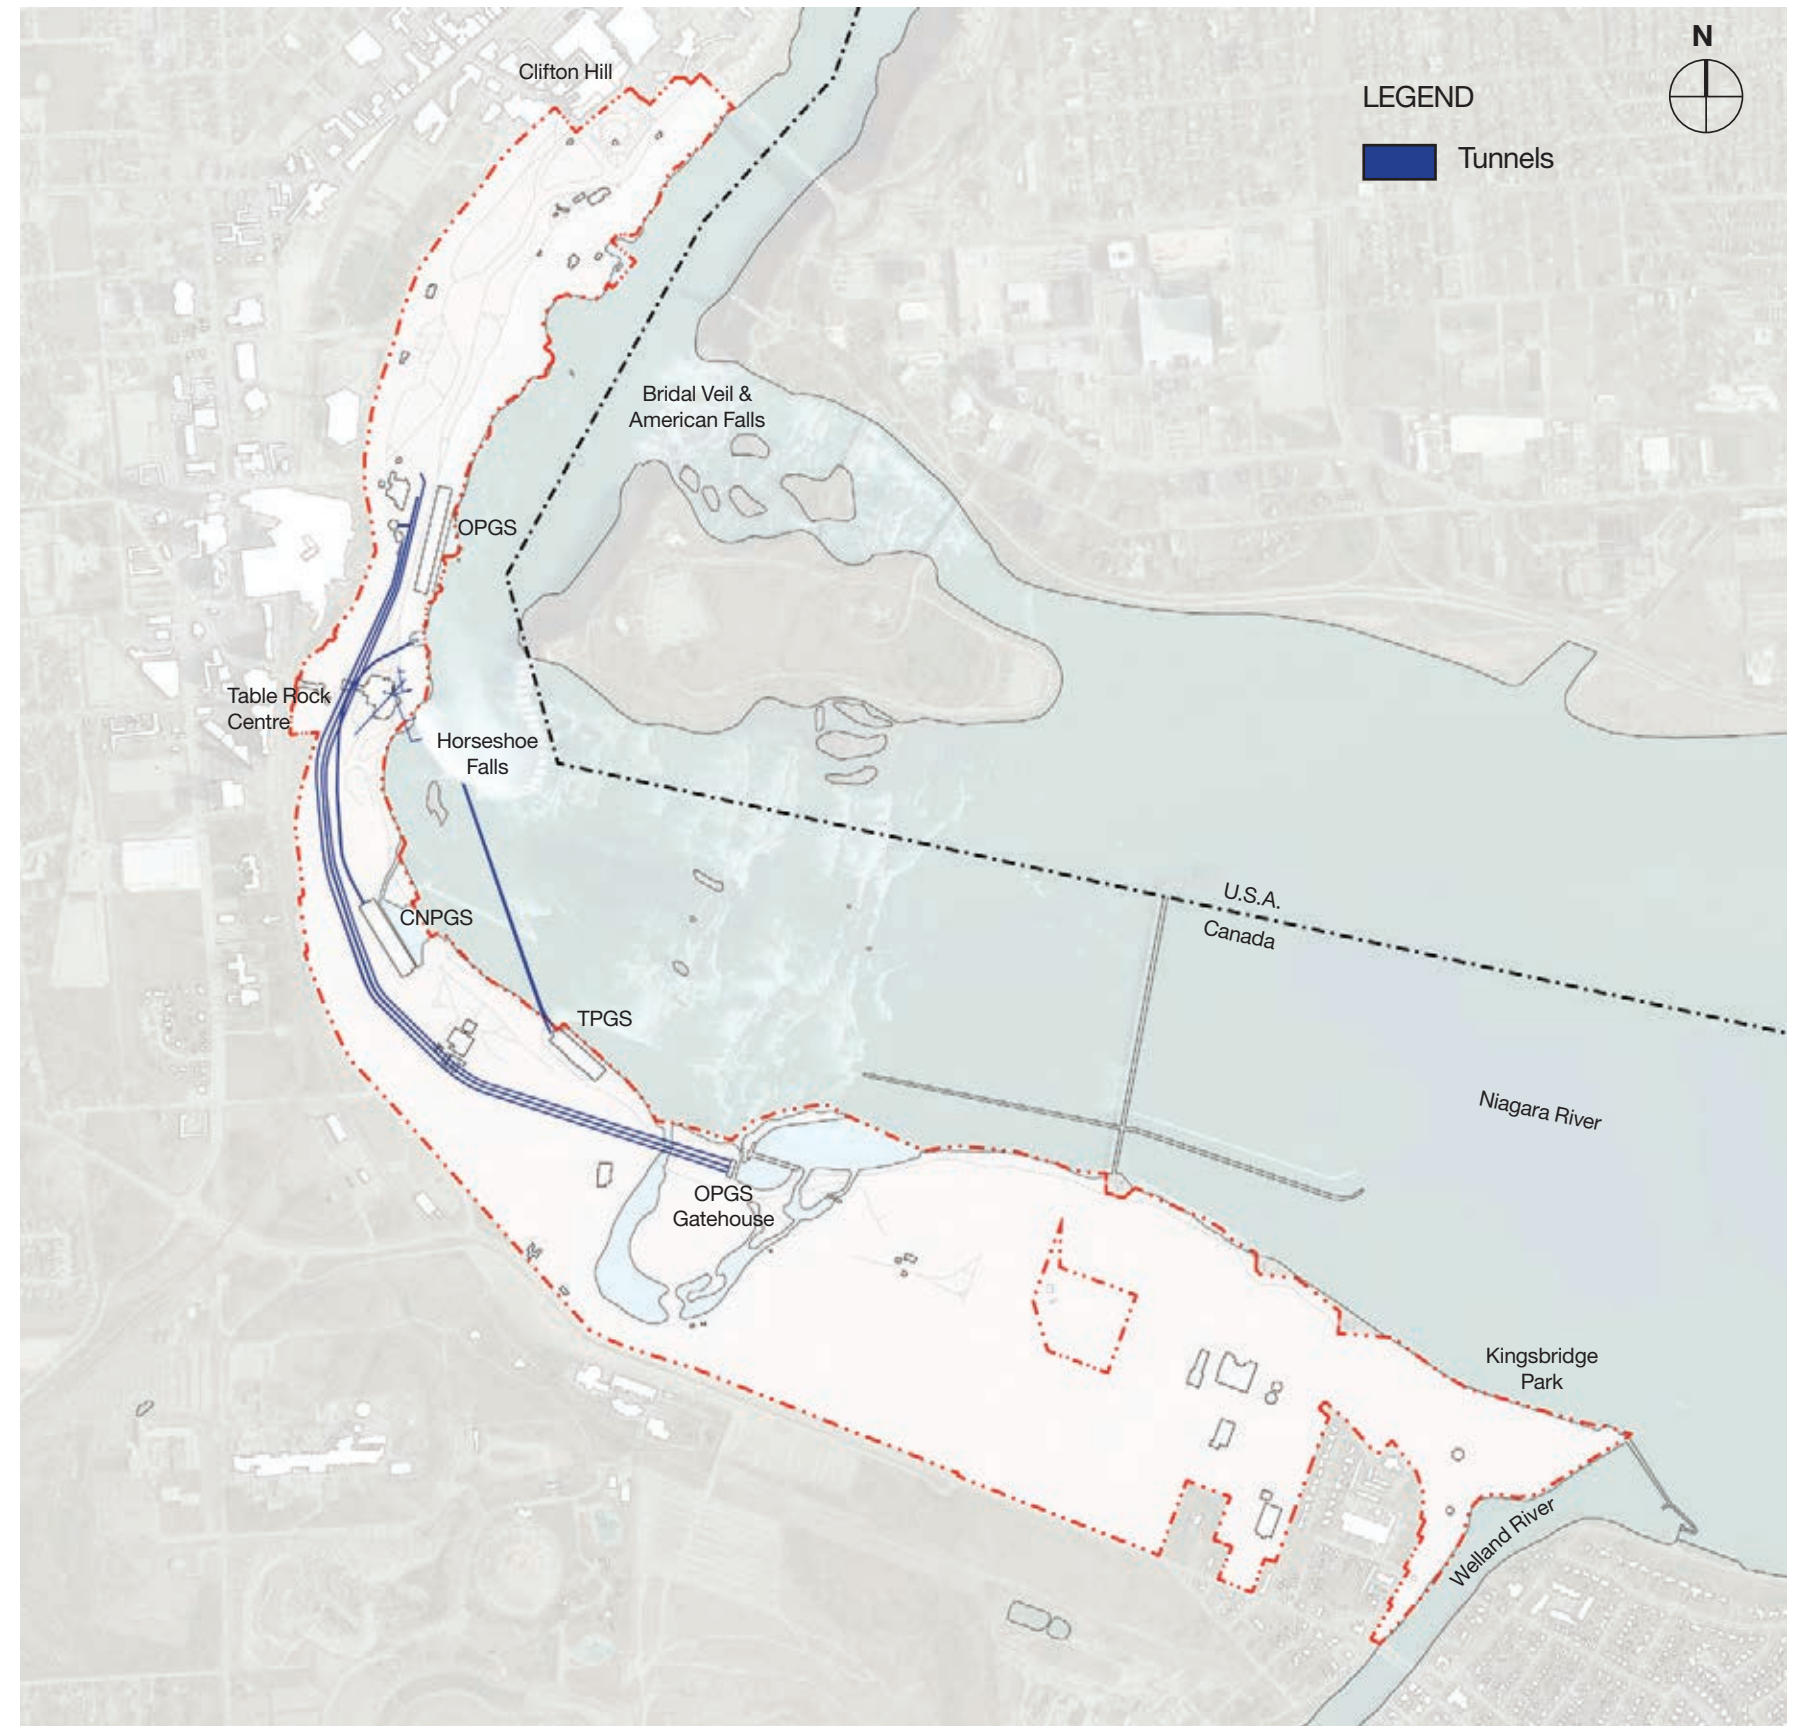 Clifton Hill
N
LEGEND
Tunnels
Bridal Veil &
American Falls
OPGS
Table Rock
Centre
Horseshoe
Falls
U.S.A.
Canada
CNPGS
TPGS
Niagara River
OPGS
Gatehouse
Kingsbridge
Park
Welland River